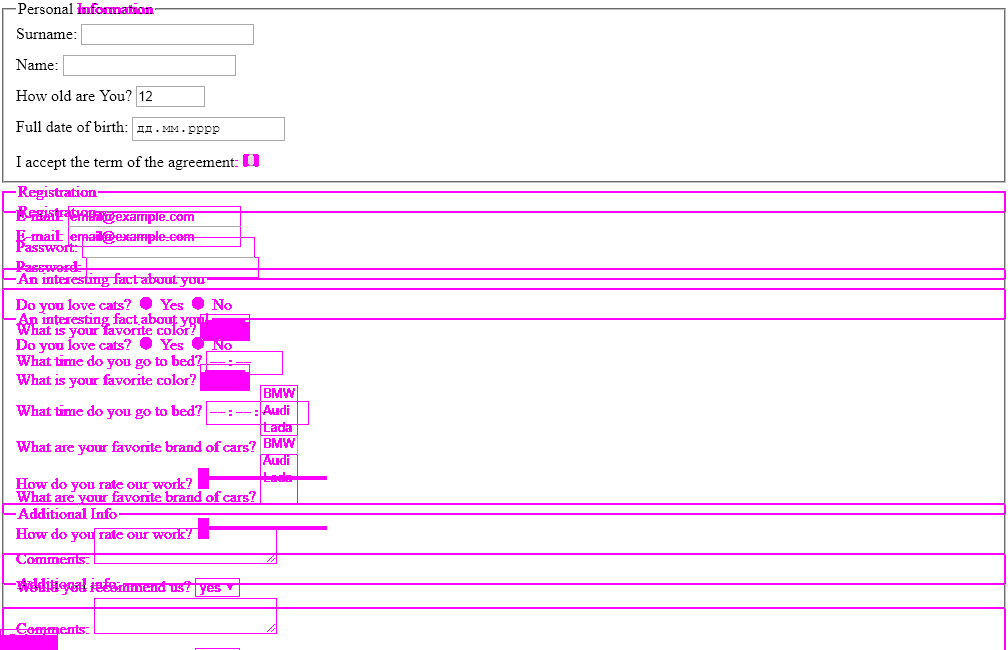 Personal Information
Surname:
Name:
How old are You? 12
Full date of birth: дд.мм.рррр
I accept the term of the agreement:
Registration
Registration
E-mail: email@example.com
E-mail: email@example.com
Password:
An interesting fact about you
Do you love cats? Yes No
An interesting fact about you!
What is your favorite color?
Do you love cats? Yes No
What time do you go to bed? --:--
What is your favorite color?
BMW
What time do you go to bed? --:--: Audi
Lada
What are your favorite brand of cars? BMW
Audi
Lada
How do you rate our work?
What are your favorite brand of cars?
Additional Info
How do you rate our work?
Comments:
Additional info:
Would you recommend us? yes
Comments: